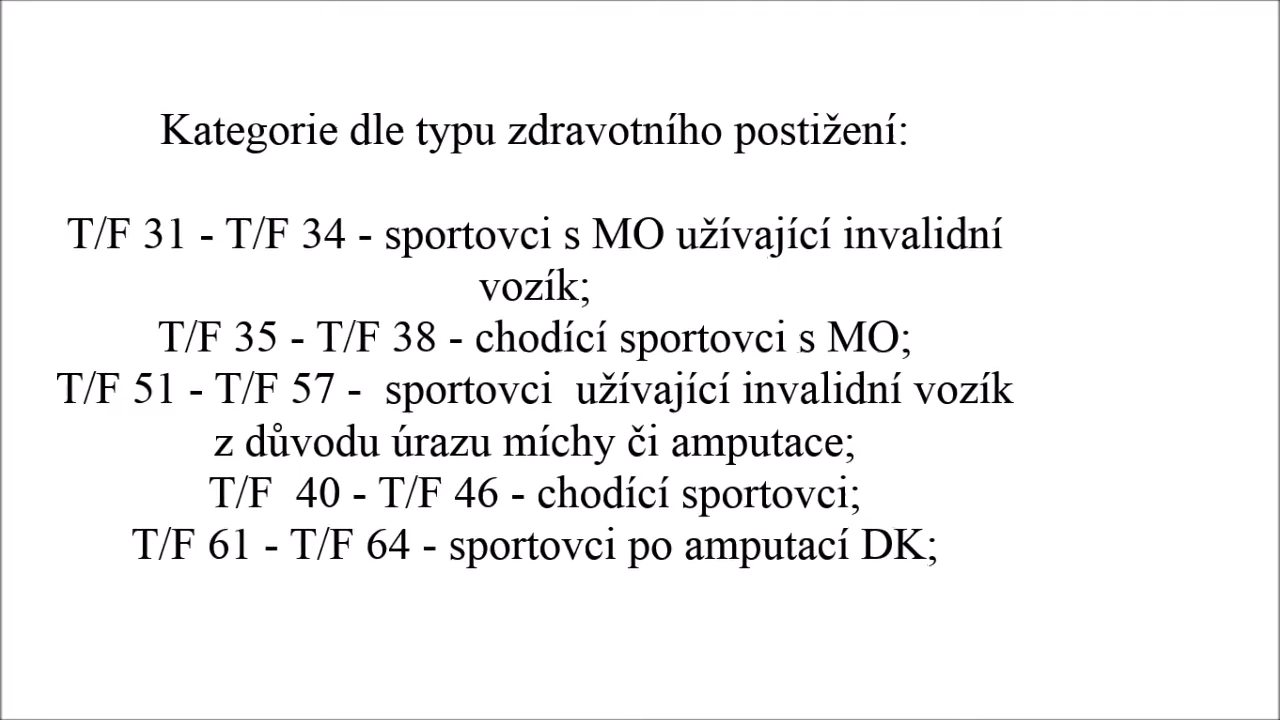 Kategorie dle typu zdravotního postižení:
T/F 31 - T/F 34 - sportovci s MO užívající invalidní
vozík;
T/F 35 - T/F 38 - chodící sportovci s MO;
T/F 51 - T/F 57 - sportovci užívající invalidní vozík
z důvodu úrazu míchy či amputace;
T/F 40 - T/F 46 - chodící sportovci;
T/F 61 - T/F 64 - sportovci po amputací DK;